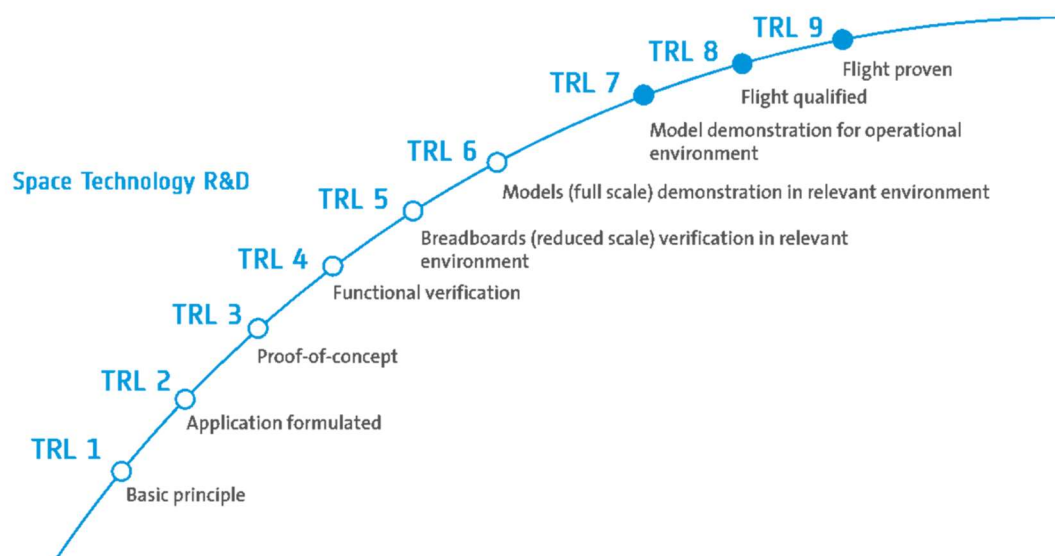 TRL 9
Flight proven
TRL 8
Flight qualified
TRL 7
Model demonstration for operational
environment
TRL 6
Models (full scale) demonstration in relevant environment
Space Technology R&D
TRL 5
Breadboards (reduced scale) verification in relevant
environment
TRL 4
Functional verification
TRL 3
Proof-of-concept
TRL 2
Application formulated
TRL 1
Basic principle